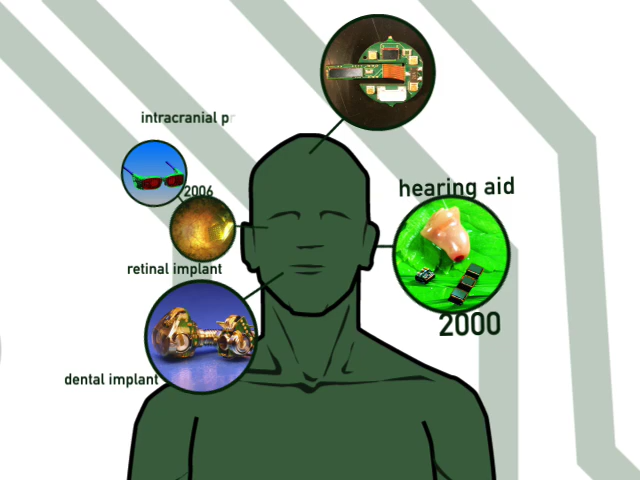 intracranial p
2006
hearing aid
retinal implant
2000
dental implant